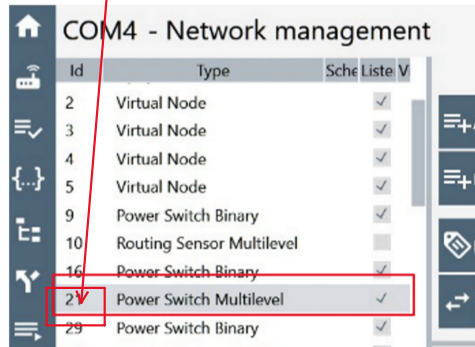 COM4 - Network management
Id Type Sche Liste Vi
2 Virtual Node
3 Virtual Node
4 Virtual Node
5 Virtual Node
9 Power Switch Binary
10 Routing Sensor Multilevel
16 Power Switch Binary
Power Switch Multilevel
29 Power Switch Binary